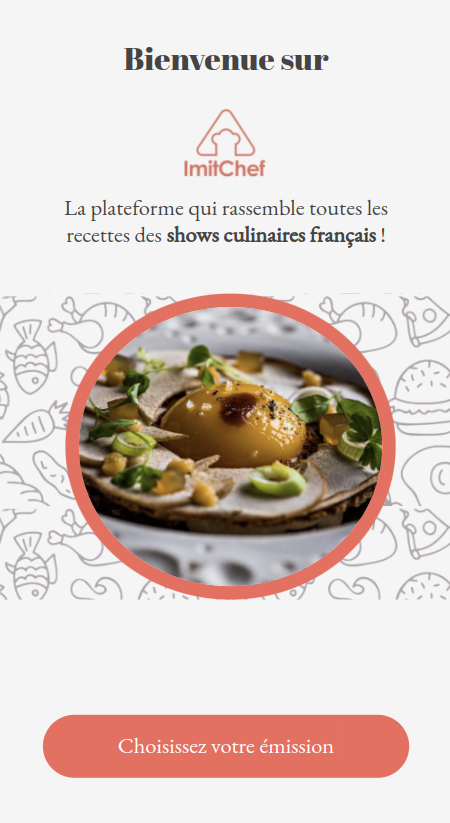 Bienvenue sur
ImitChef
La plateforme qui rassemble toutes les
recettes des shows culinaires français !
Choisissez votre émission